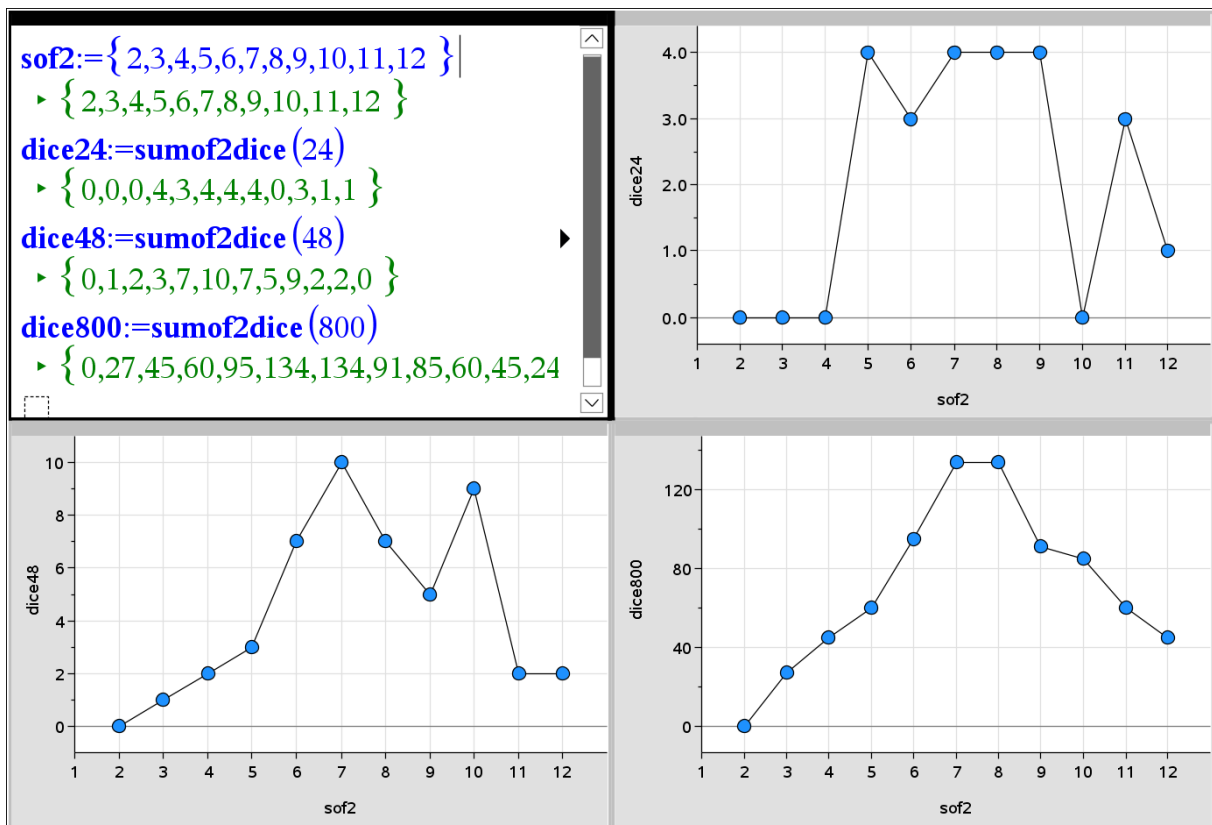 sof2:={ 2,3,4,5,6,7,8,9,10,11,12 }
▸ { 2,3,4,5,6,7,8,9,10,11,12 }
dice24:=sumof2dice(24)
▸ { 0,0,0,4,3,4,4,4,0,3,1,1 }
dice48:=sumof2dice(48)
▸ { 0,1,2,3,7,10,7,5,9,2,2,0 }
dice800:=sumof2dice(800)
▸ { 0,27,45,60,95,134,134,91,85,60,45,24
4.0
3.0
2.0
1.0
0.0
dice24
1 2 3 4 5 6 7 8 9 10 11 12
sof2
10
8
6
4
2
0
dice48
1 2 3 4 5 6 7 8 9 10 11 12
sof2
120
80
40
0
dice800
1 2 3 4 5 6 7 8 9 10 11 12
sof2